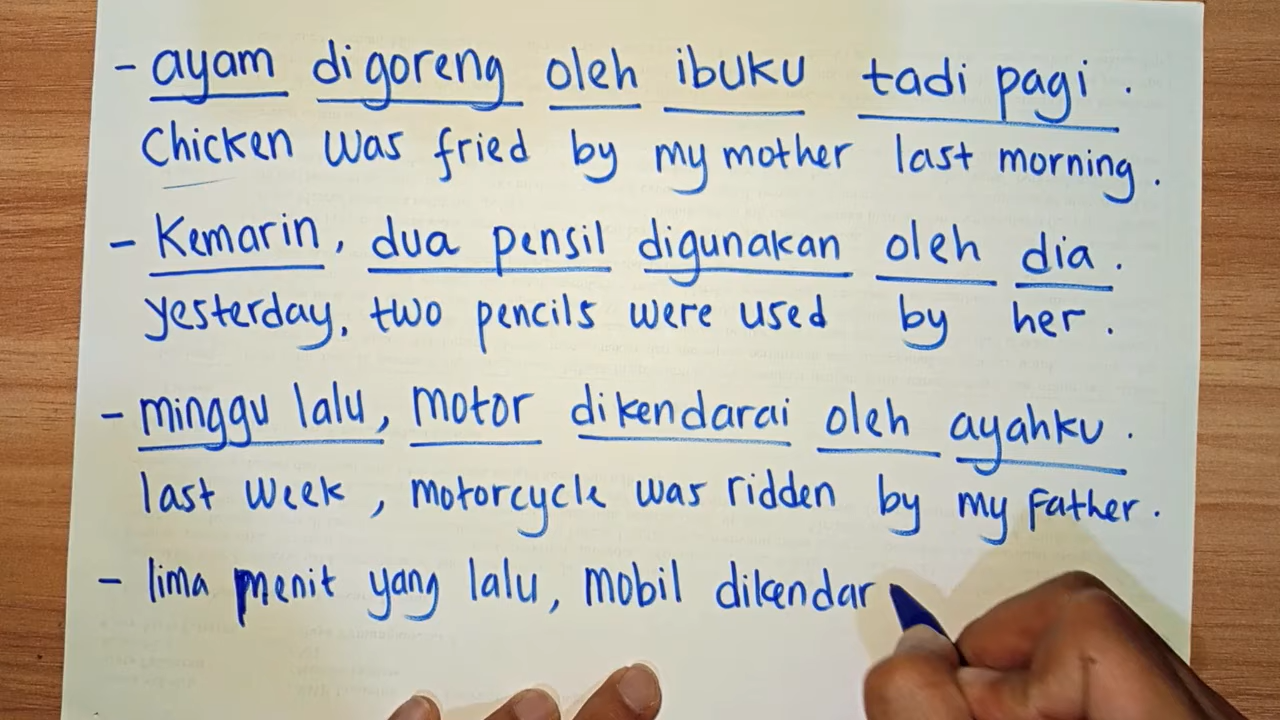 - ayam digoreng oleh ibuku tadi pagi.
Chicken was fried by my mother last morning.
- Kemarin, dua pensil digunakan oleh dia.
yesterday, two pencils were used by her.
- minggu lalu, motor dikendarai oleh ayahku.
last week, motorcycle was ridden by my Father.
- lima menit yang lalu, mobil dikendar